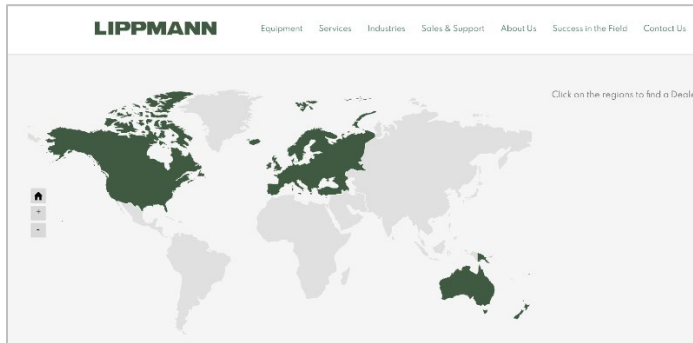 LIPPMANN
Equipment Services Industries Sales & Support About Us Success in the Field Contact Us
Click on the regions to find a Deale
+
-